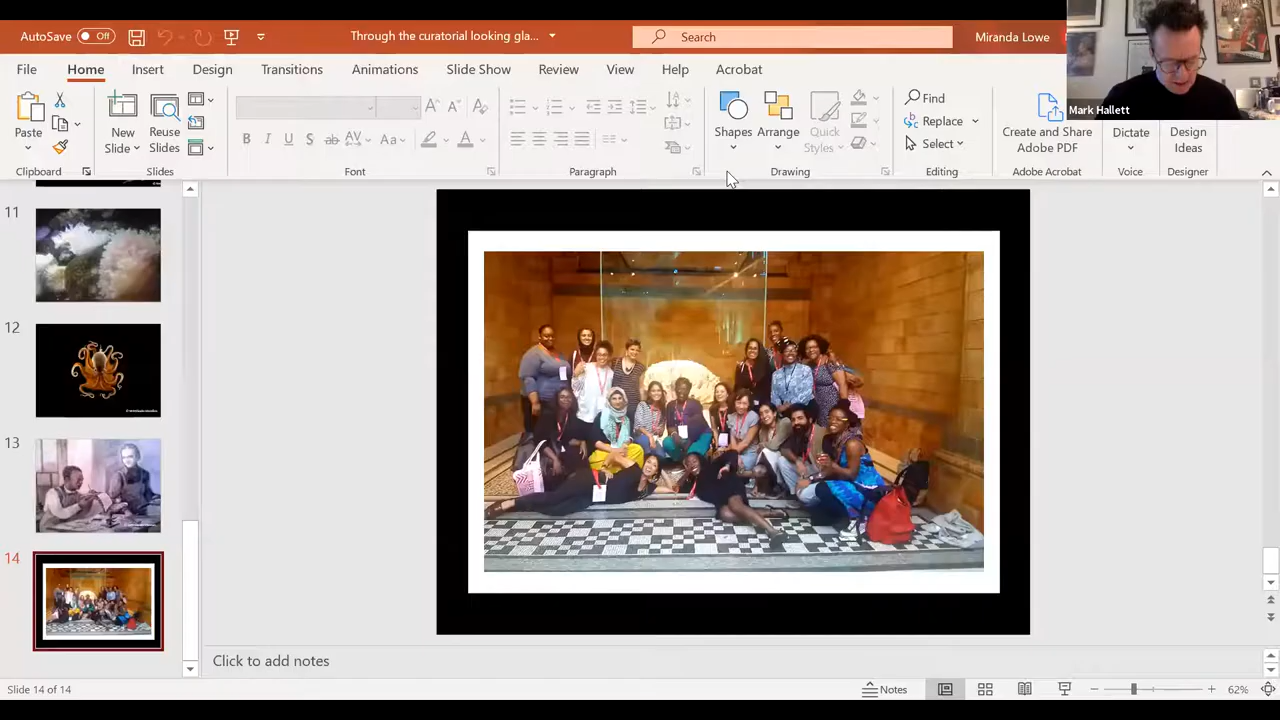 AutoSave Off
Through the curatorial looking gla...
Search
Miranda Lowe
Mark Hallett
File Home Insert Design Transitions Animations Slide Show Review View Help Acrobat
Paste
New Slide
Reuse Slides
B I U S ab AV Aa A
Shapes
Arrange
Quick Styles
Find
Replace
Select
Create and Share Adobe PDF
Dictate
Design Ideas
Clipboard
Slides
Font
Paragraph
Drawing
Editing
Adobe Acrobat
Voice
Designer
11
12
13
14
Click to add notes
Slide 14 of 14
Notes
62%